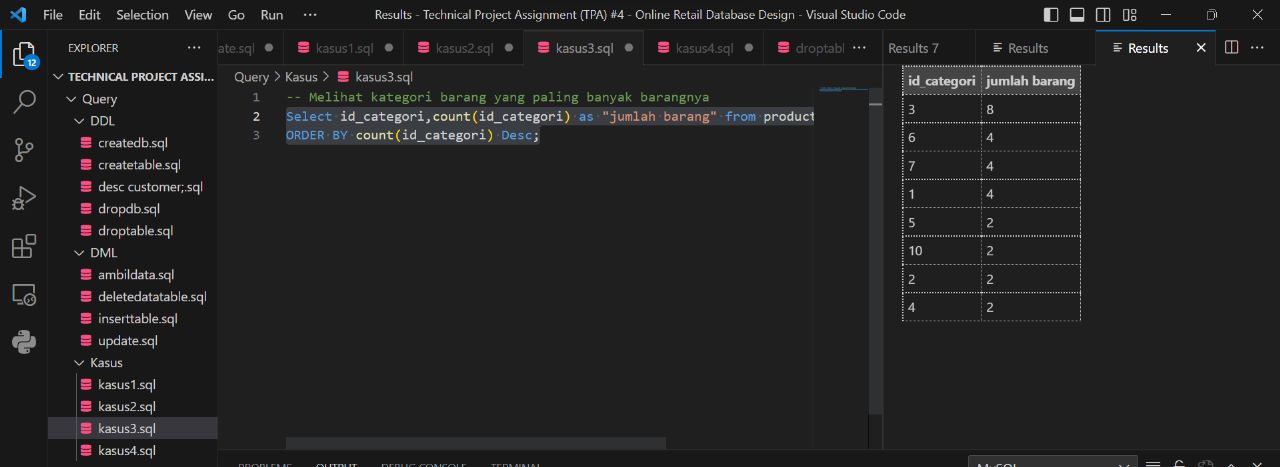 File Edit Selection View Go Run ··· Results - Technical Project Assignment (TPA) #4 - Online Retail Database Design - Visual Studio Code
EXPLORER ···
ate.sql kasus1.sql kasus2.sql kasus3.sql kasus4.sql droptabl ··· Results 7 Results Results
12
TECHNICAL PROJECT ASSI...
Query
DDL
createdb.sql
createtable.sql
desc customer;.sql
dropdb.sql
droptable.sql
DML
ambildata.sql
deletedatatable.sql
inserttable.sql
update.sql
Kasus
kasus1.sql
kasus2.sql
kasus3.sql
kasus4.sql
Query > Kasus > kasus3.sql
1 -- Melihat kategori barang yang paling banyak barangnya
2 Select id_categori,count(id_categori) as "jumlah barang" from product
3 ORDER BY count(id_categori) Desc;
id_categori jumlah barang
3 8
6 4
7 4
1 4
5 2
10 2
2 2
4 2
PROBLEMS OUTPUT DEBUG CONSOLE TERMINAL MySQL